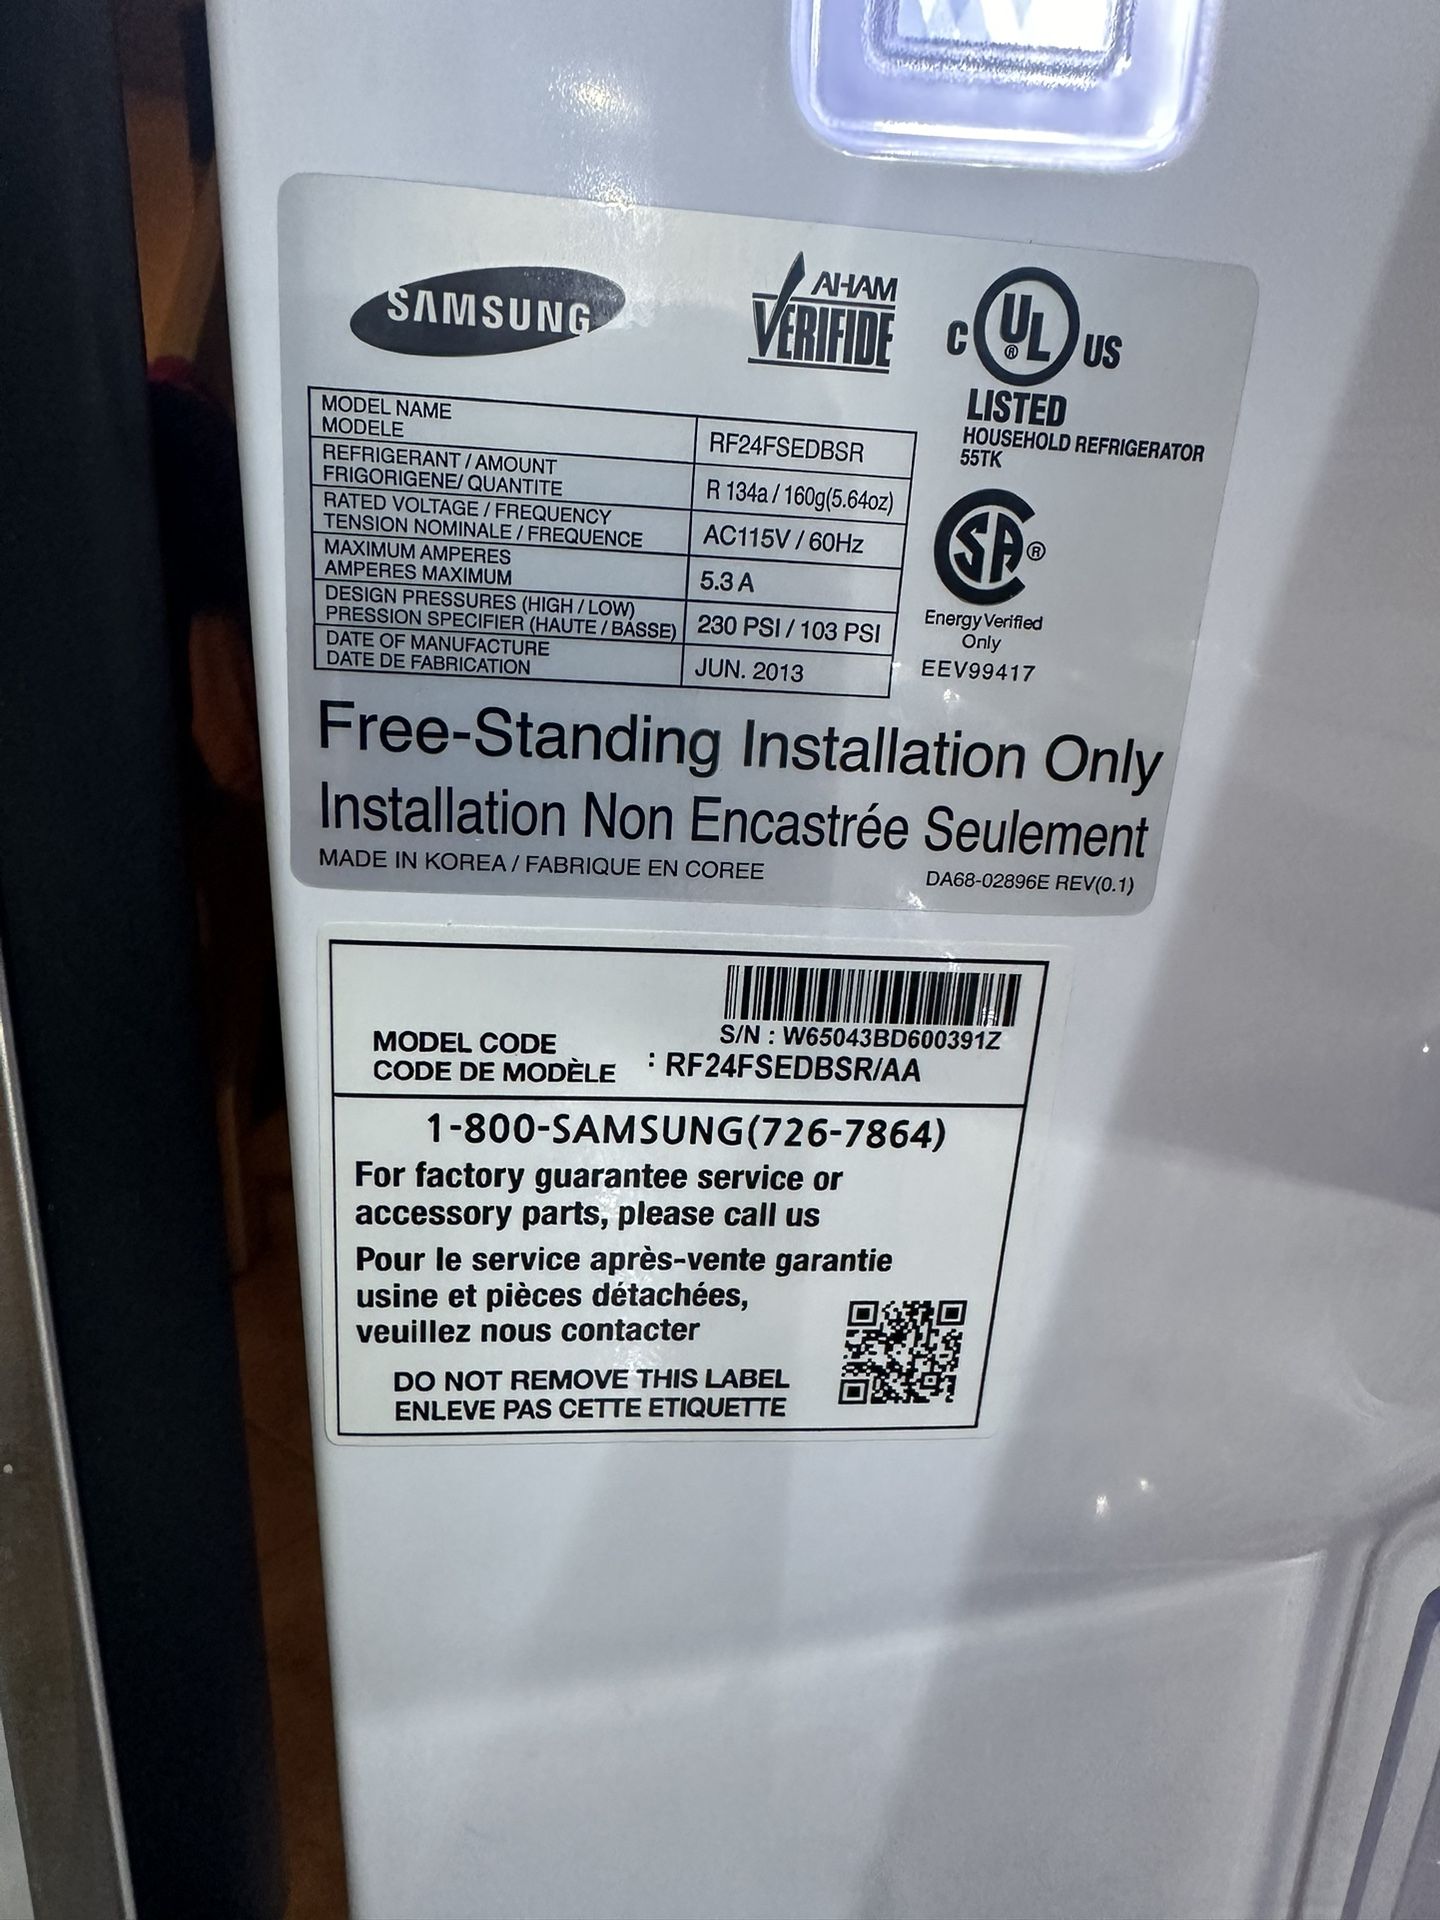 SAMSUNG
AHAM
VERIFIDE
C UL® US
LISTED
HOUSEHOLD REFRIGERATOR
55TK
MODEL NAME
MODELE
RF24FSEDBSR
REFRIGERANT / AMOUNT
FRIGORIGENE/ QUANTITE
R 134a / 160g(5.64oz)
RATED VOLTAGE / FREQUENCY
TENSION NOMINALE / FREQUENCE
AC115V / 60Hz
MAXIMUM AMPERES
AMPERES MAXIMUM
5.3 A
DESIGN PRESSURES (HIGH / LOW)
PRESSION SPECIFIER (HAUTE / BASSE)
230 PSI / 103 PSI
DATE OF MANUFACTURE
DATE DE FABRICATION
JUN. 2013
SA®
Energy Verified
Only
EEV99417
Free-Standing Installation Only
Installation Non Encastrée Seulement
MADE IN KOREA / FABRIQUE EN COREE
DA68-02896E REV(0.1)
S/N : W65043BD600391Z
MODEL CODE
CODE DE MODÈLE : RF24FSEDBSR/AA
1-800-SAMSUNG(726-7864)
For factory guarantee service or
accessory parts, please call us
Pour le service après-vente garantie
usine et pièces détachées,
veuillez nous contacter
DO NOT REMOVE THIS LABEL
ENLEVE PAS CETTE ETIQUETTE